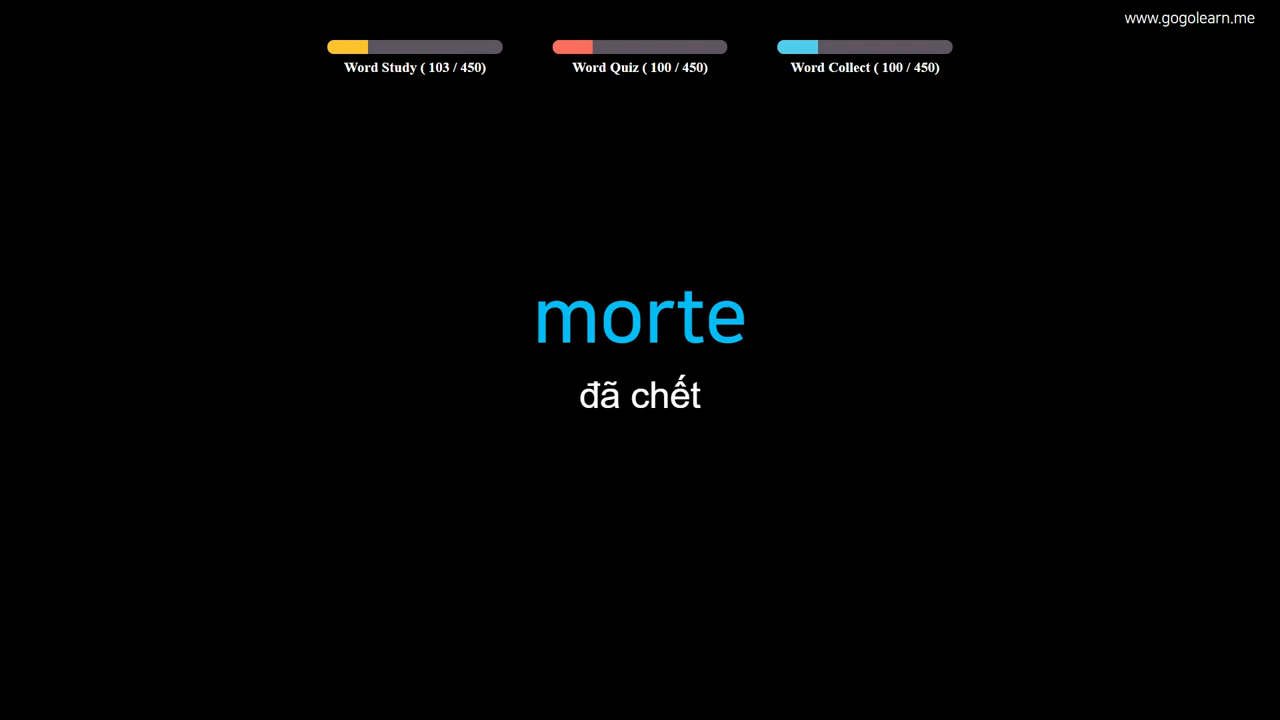 www.gogolearn.me
Word Study ( 103 / 450)
Word Quiz ( 100 / 450)
Word Collect ( 100 / 450)
morte
đã chết